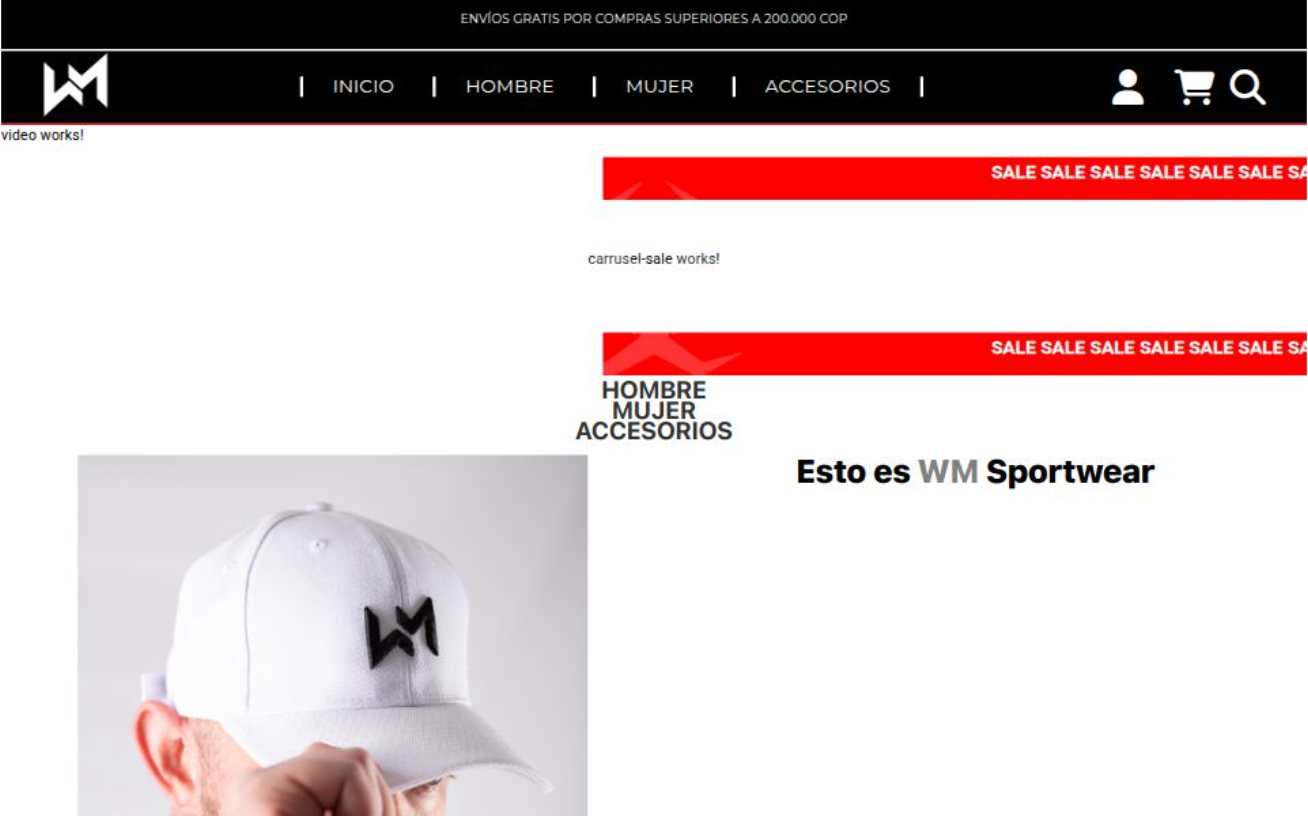 ENVÍOS GRATIS POR COMPRAS SUPERIORES A 200.000 COP
WM | INICIO | HOMBRE | MUJER | ACCESORIOS |
video works!
SALE SALE SALE SALE SALE SALE SA
carrusel-sale works!
SALE SALE SALE SALE SALE SALE SA
HOMBRE
MUJER
ACCESORIOS
Esto es WM Sportwear
WM